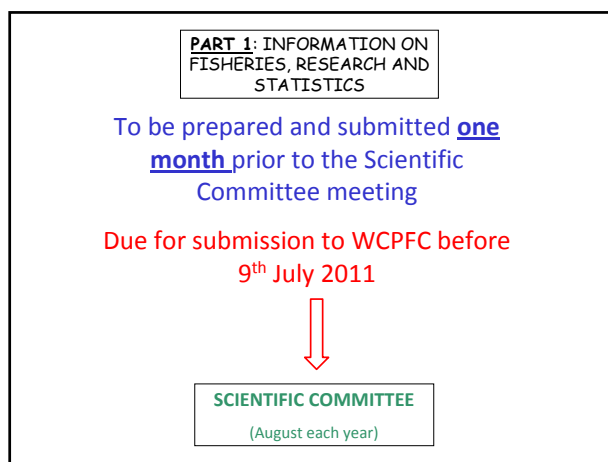 PART 1: INFORMATION ON
FISHERIES, RESEARCH AND
STATISTICS
To be prepared and submitted one
month prior to the Scientific
Committee meeting
Due for submission to WCPFC before
9th July 2011
SCIENTIFIC COMMITTEE
(August each year)